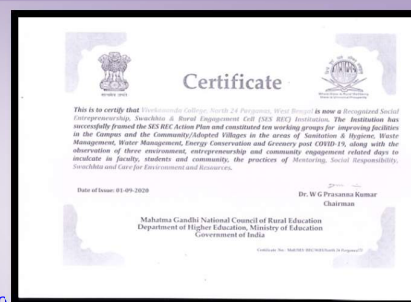 Certificate
This is to certify that Vivekananda College, North 24 Parganas, West Bengal is now a Recognized Social
Entrepreneurship, Swachhta & Rural Engagement Cell (SES REC) Institution. The Institution has
successfully framed the SES REC Action Plan and constituted ten working groups for improving facilities
in the Campus and the Community/Adopted Villages in the areas of Sanitation & Hygiene, Waste
Management, Water Management, Energy Conservation and Greenery post COVID-19, along with the
observation of three environment, entrepreneurship and community engagement related days to
inculcate in faculty, students and community, the practices of Mentoring, Social Responsibility,
Swachhta and Care for Environment and Resources.
Date of Issue: 01-09-2020
Dr. W G Prasanna Kumar
Chairman
Mahatma Gandhi National Council of Rural Education
Department of Higher Education, Ministry of Education
Government of India